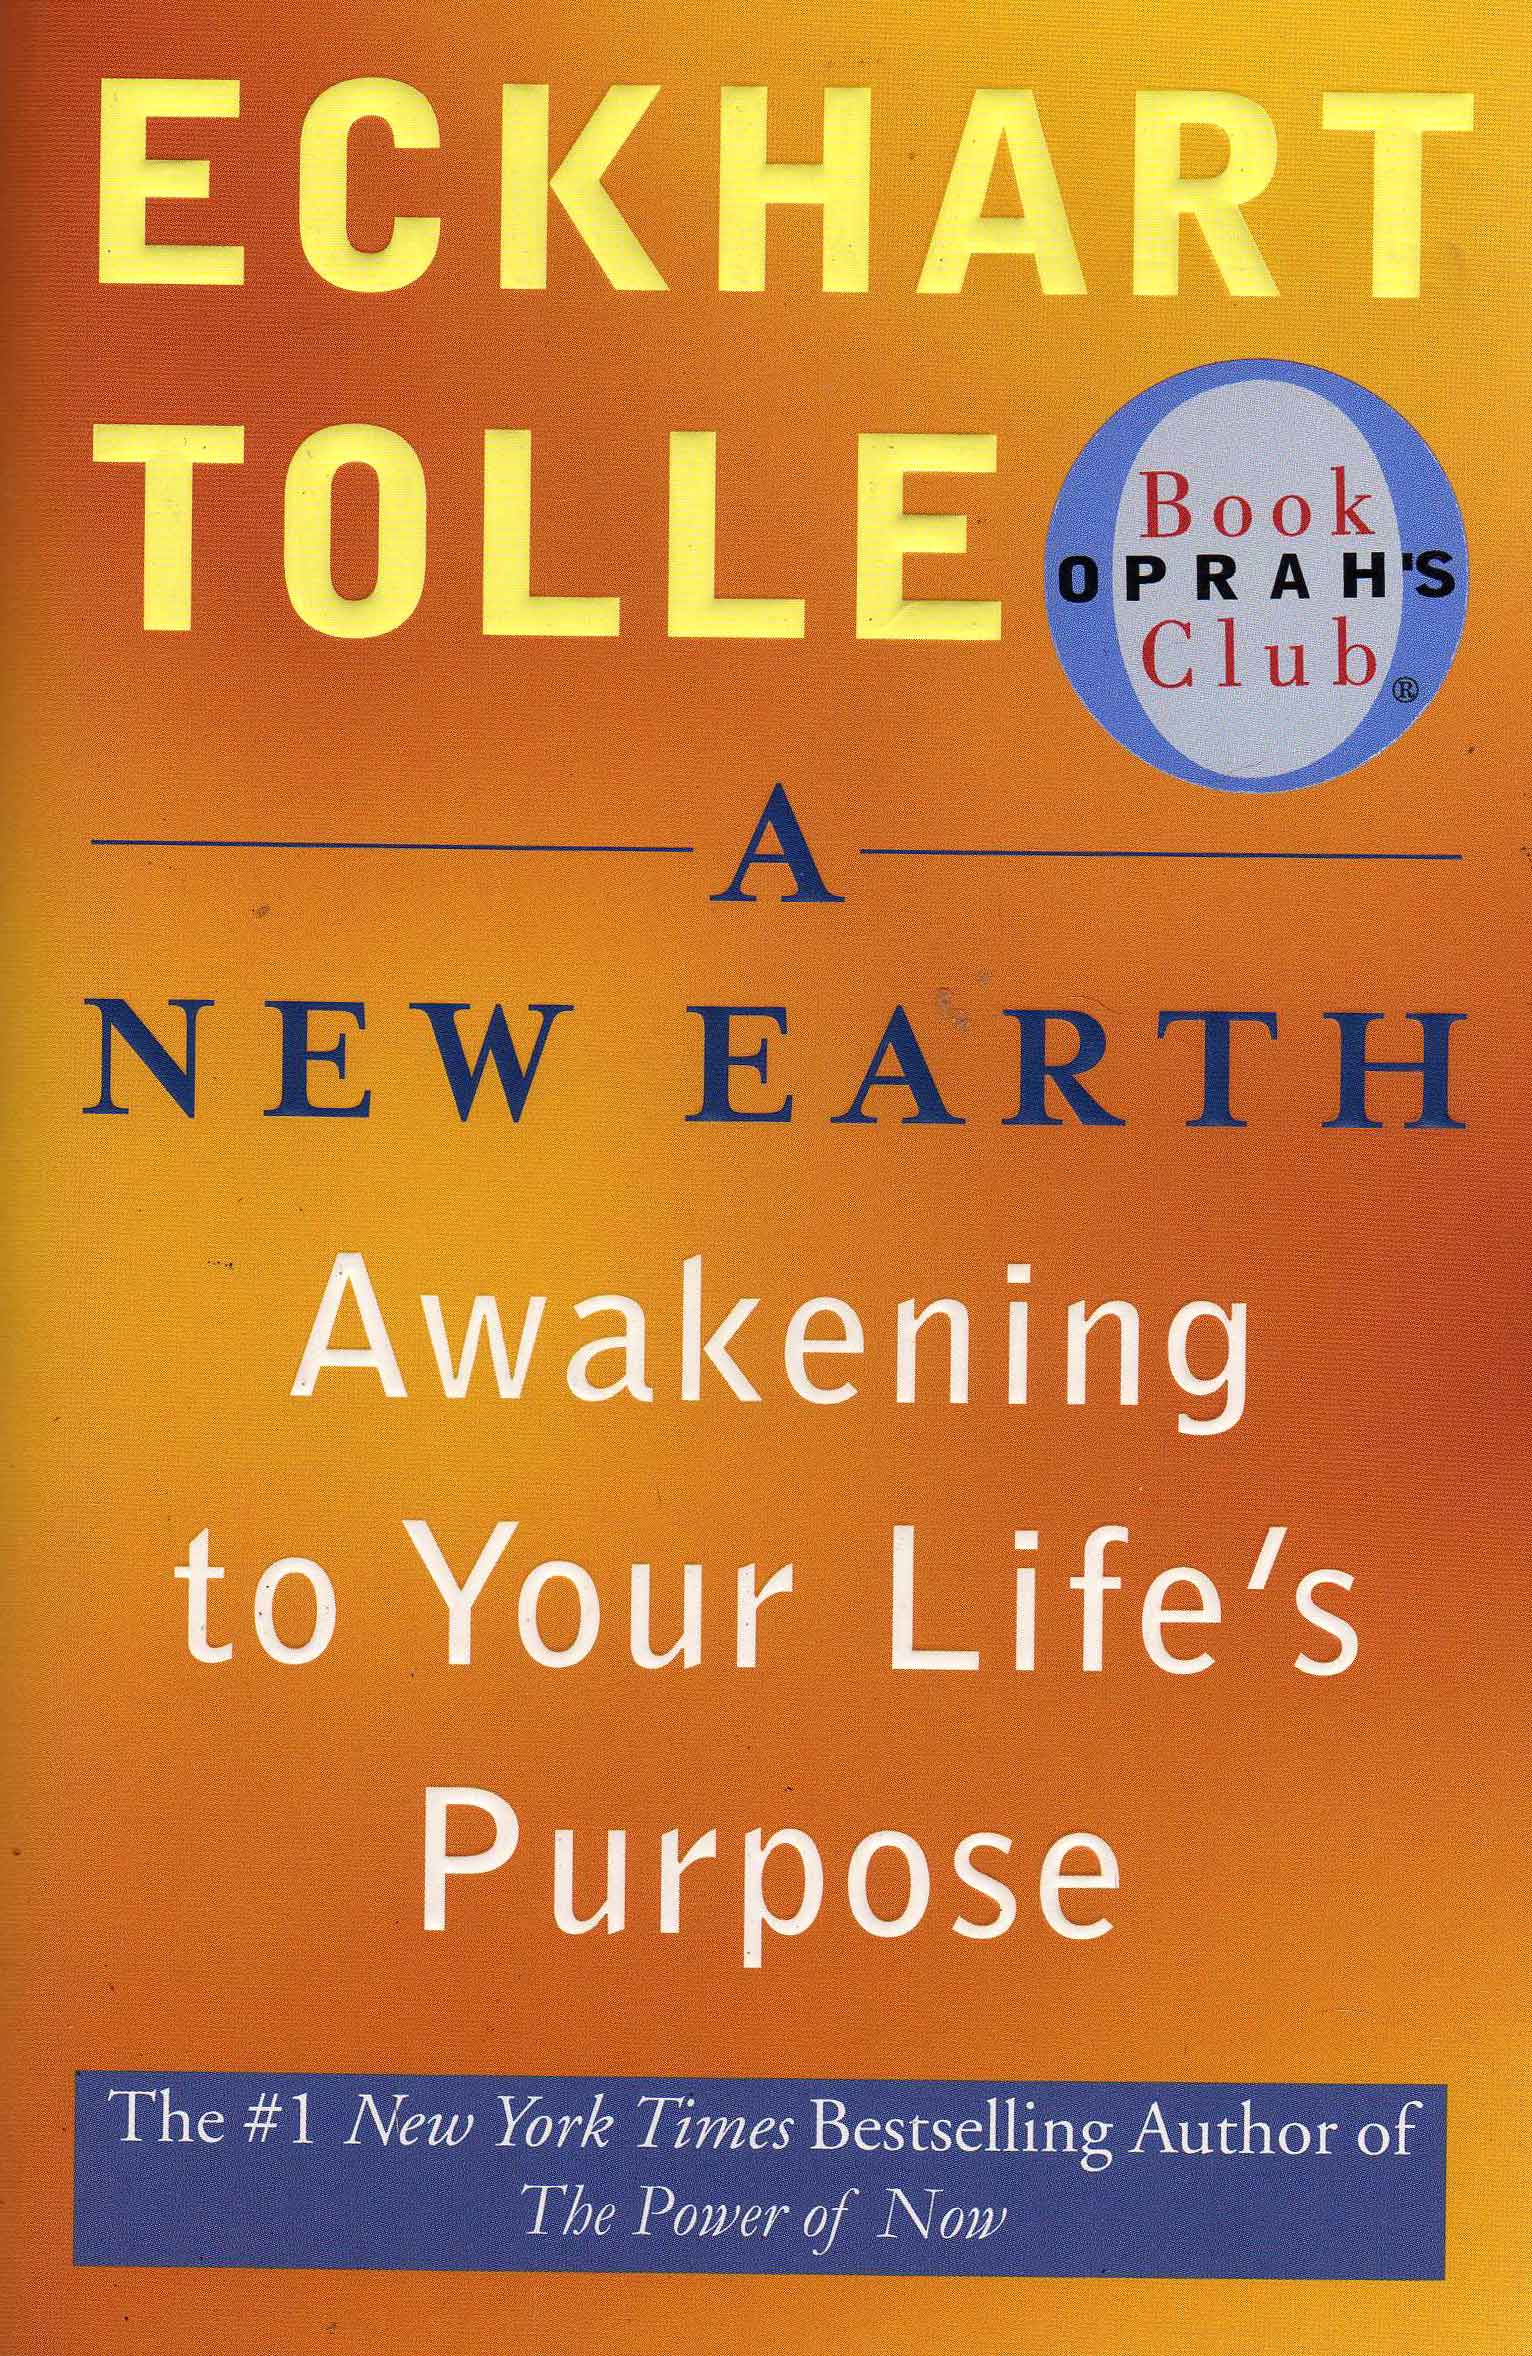 ECKHART
TOLLE
Book
OPRAH'S
Club®
A
NEW EARTH
Awakening
to Your Life's
Purpose
The #1 New York Times Bestselling Author of
The Power of Now